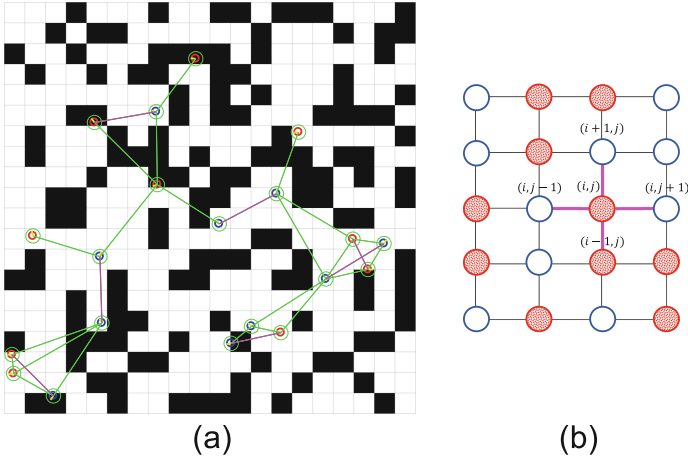 (i + 1, j)
(i, j − 1) (i, j) (i, j + 1)
(i − 1, j)
(a) (b)